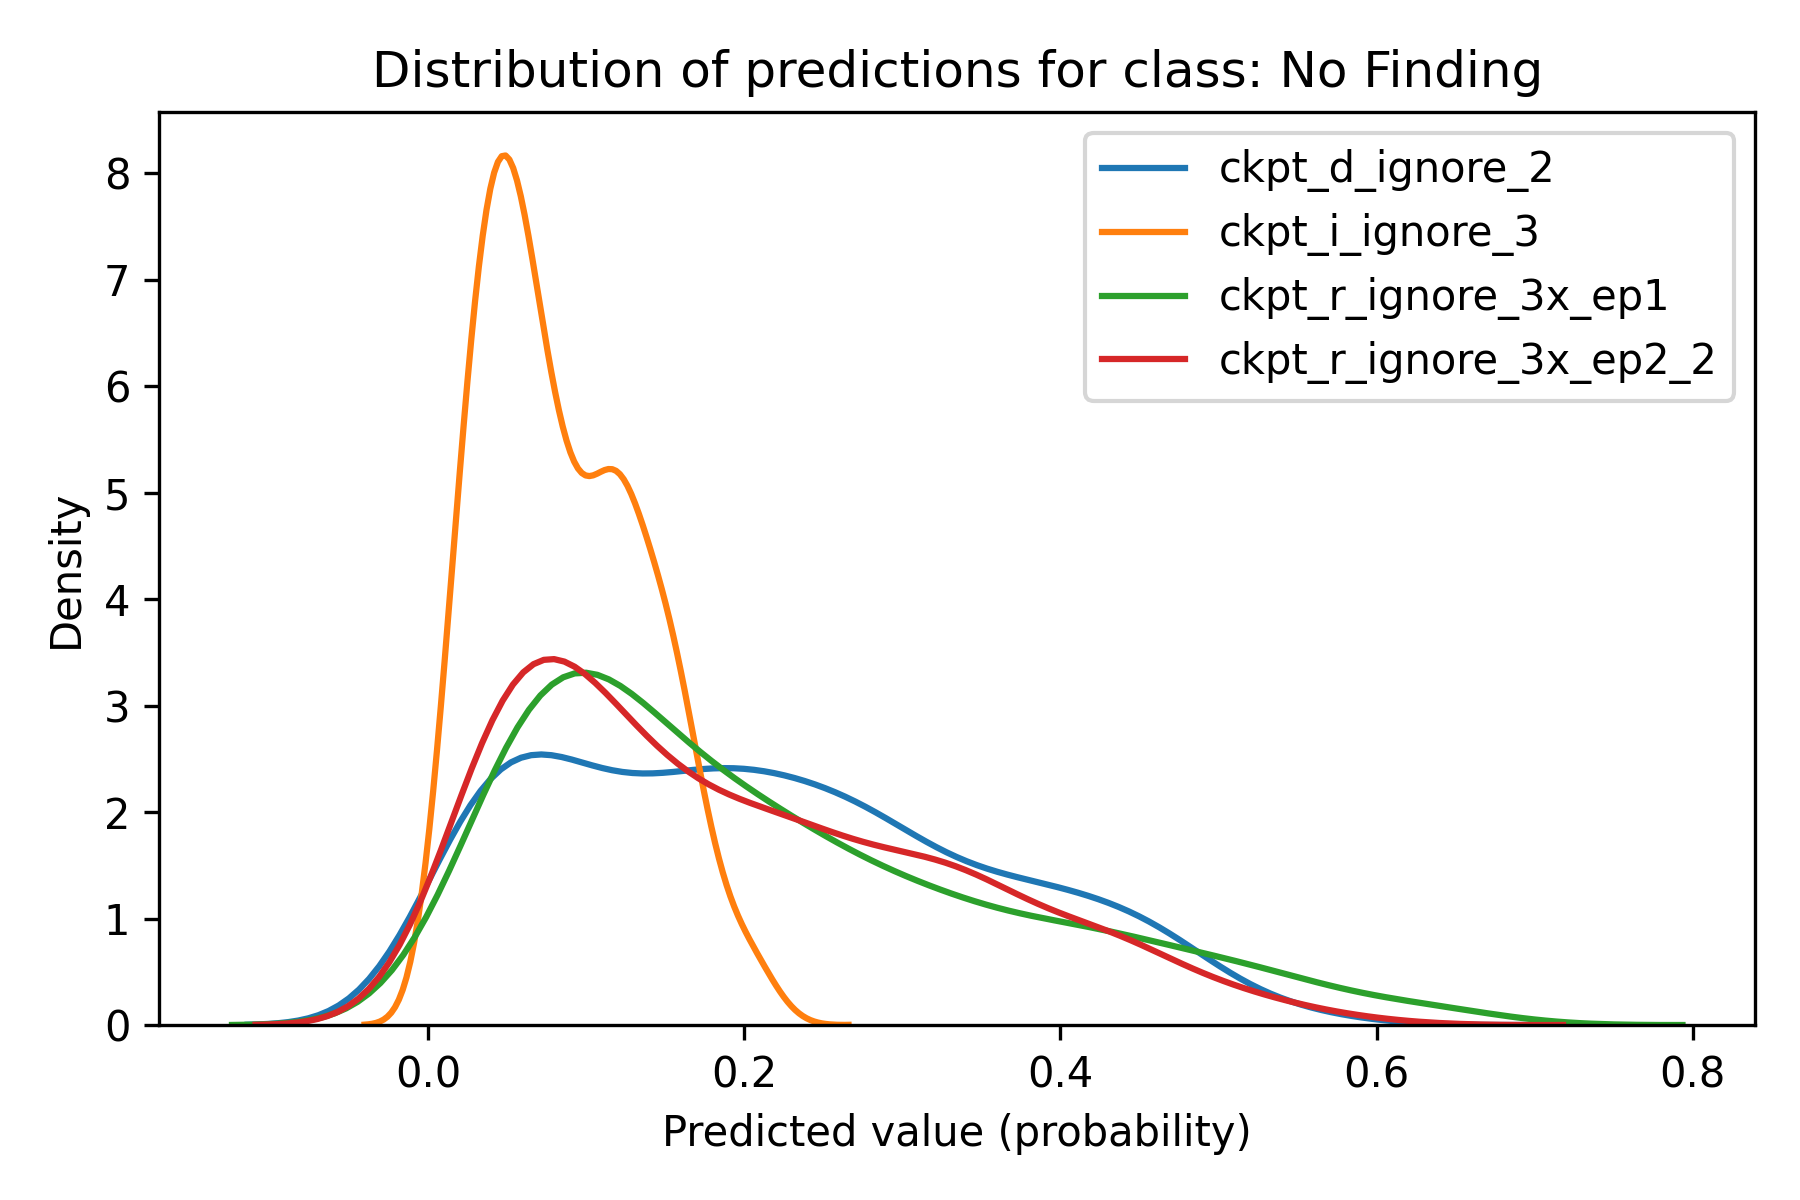 Distribution of predictions for class: No Finding
ckpt_d_ignore_2
ckpt_i_ignore_3
ckpt_r_ignore_3x_ep1
ckpt_r_ignore_3x_ep2_2
Density
8
7
6
5
4
3
2
1
0
0.0 0.2 0.4 0.6 0.8
Predicted value (probability)